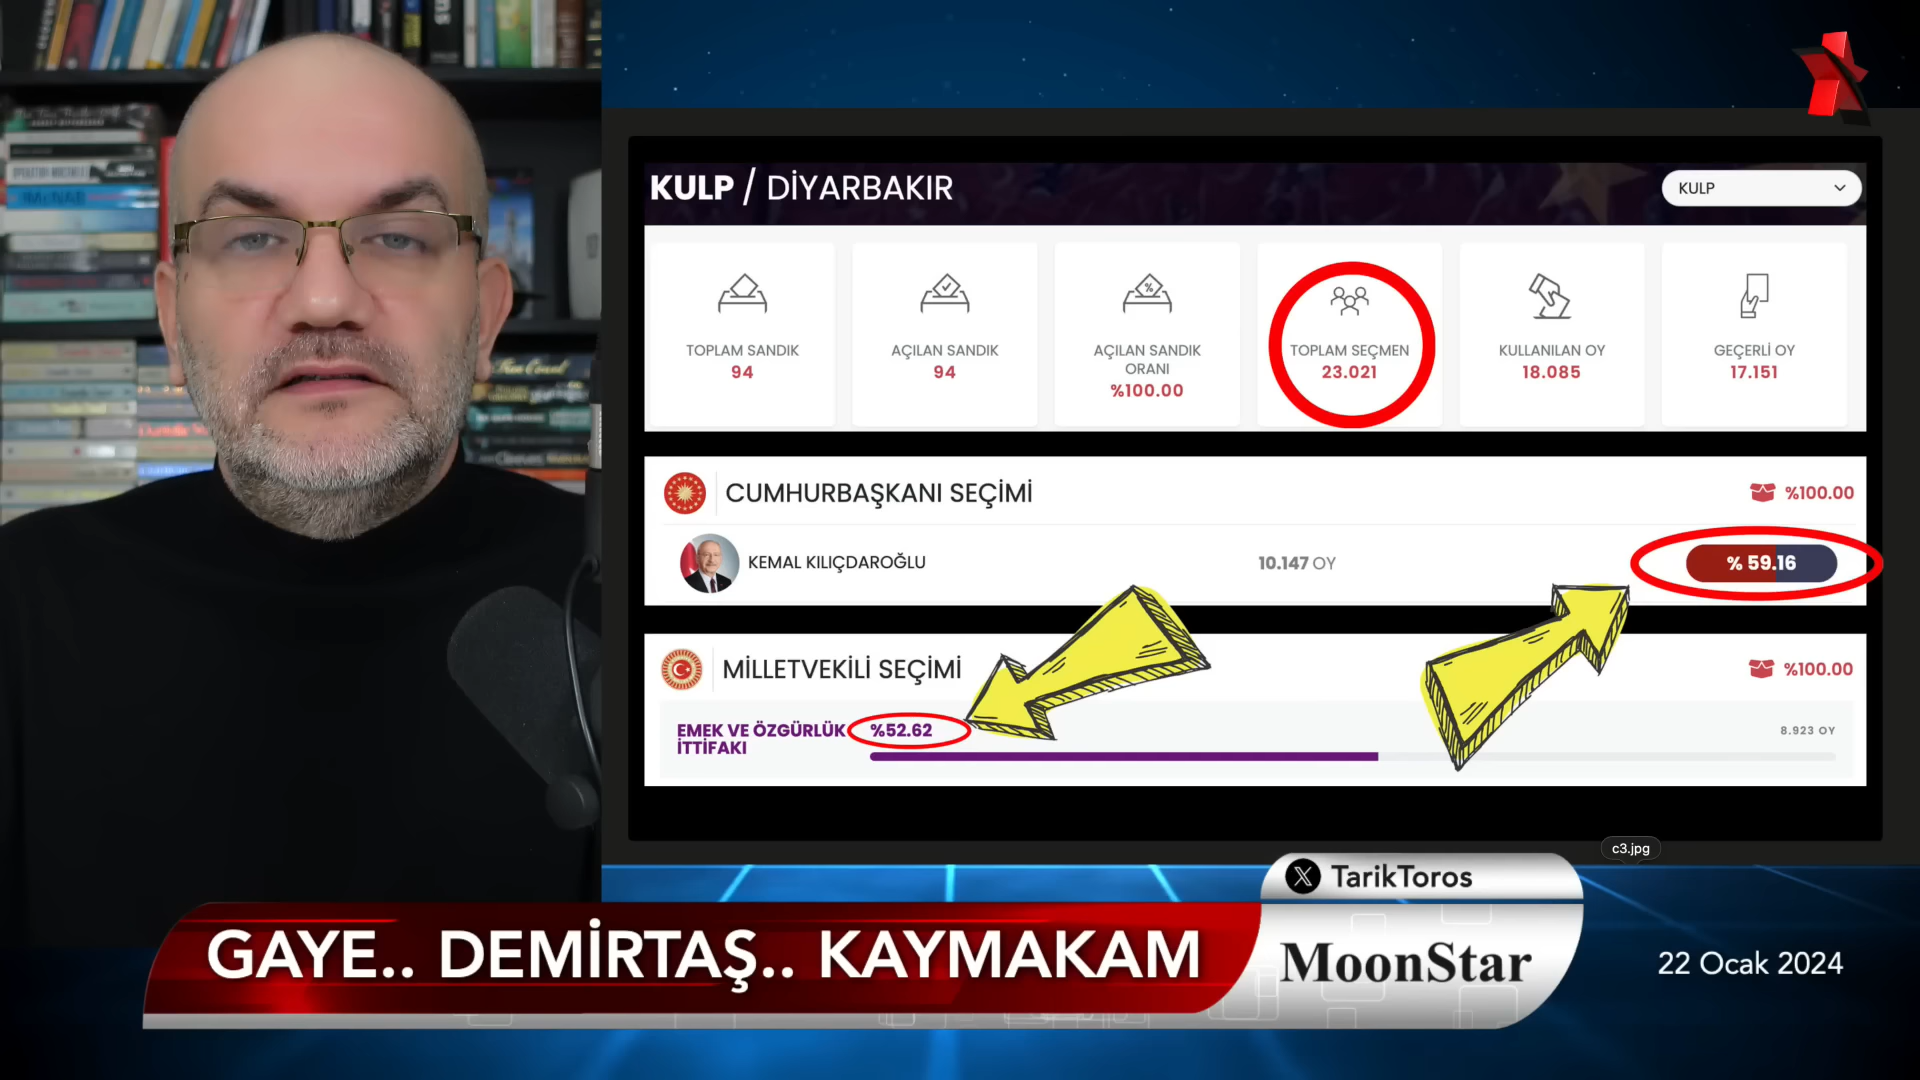 KULP / DİYARBAKIR
KULP
TOPLAM SANDIK
94
AÇILAN SANDIK
94
AÇILAN SANDIK
ORANI
%100.00
TOPLAM SEÇMEN
23.021
KULLANILAN OY
18.085
GEÇERLİ OY
17.151
CUMHURBAŞKANI SEÇİMİ
%100.00
KEMAL KILIÇDAROĞLU
10.147 OY
% 59.16
MİLLETVEKİLİ SEÇİMİ
%100.00
EMEK VE ÖZGÜRLÜK
İTTİFAKI
%52.62
8.923 OY
c3.jpg
X TarikToros
GAYE.. DEMİRTAŞ.. KAYMAKAM
MoonStar
22 Ocak 2024